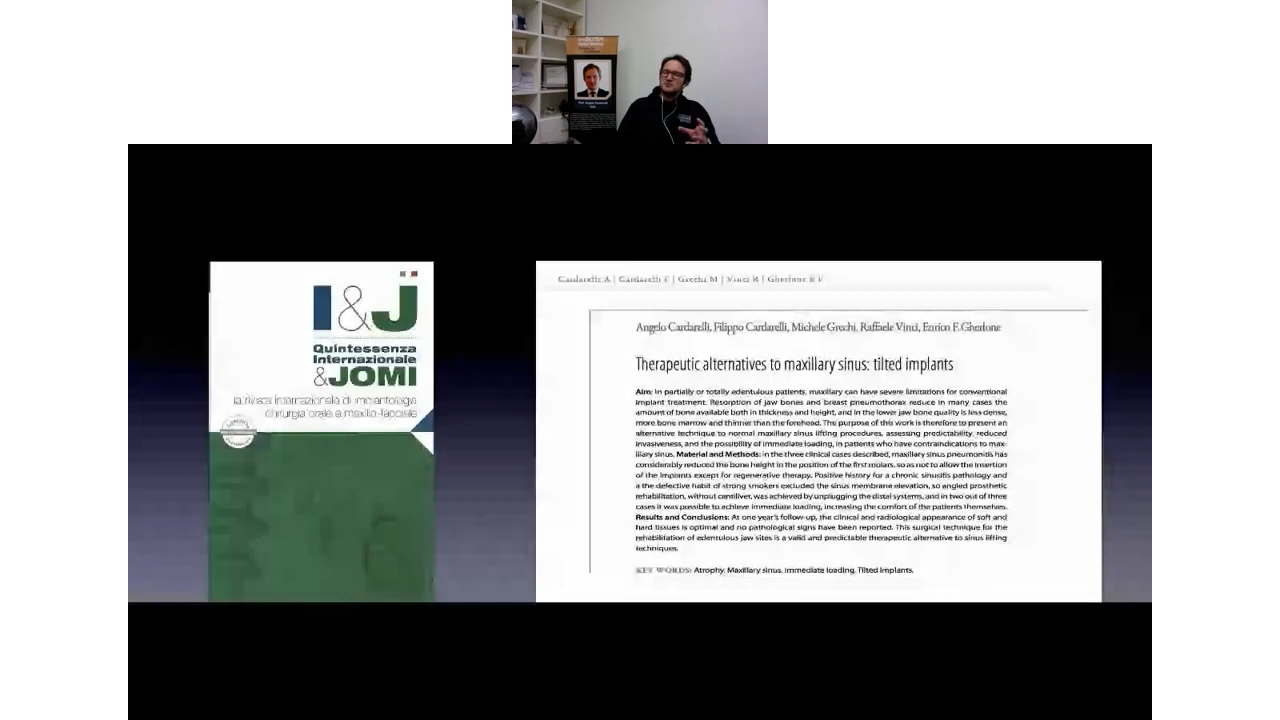 Prof. Angelo Cardarelli
I&J
Quintessenza
Internazionale
&JOMI
la rivista internazionale di implantologia
chirurgia orale e maxillo-facciale
Cardarelli A | Cardarelli F | Grechi M | Vinci R | Gherlone E F
Angelo Cardarelli, Filippo Cardarelli, Michele Grechi, Raffaele Vinci, Enrico F. Gherlone
Therapeutic alternatives to maxillary sinus: tilted implants
Aim: In partially or totally edentulous patients, maxillary can have severe limitations for conventional
implant treatment. Resorption of jaw bones and breast pneumothorax reduce in many cases the
amount of bone available both in thickness and height, and in the lower jaw bone quality is less dense,
more bone marrow and thinner than the forehead. The purpose of this work is therefore to present an
alternative technique to normal maxillary sinus lifting procedures, assessing predictability, reduced
invasiveness, and the possibility of immediate loading, in patients who have contraindications to max-
illary sinus. Material and Methods: in the three clinical cases described, maxillary sinus pneumonitis has
considerably reduced the bone height in the position of the first molars, so as not to allow the insertion
of the implants except for regenerative therapy. Positive history for a chronic sinusitis pathology and
a the defective habit of strong smokers excluded the sinus membrane elevation, so angled prosthetic
rehabilitation, without cantiliver, was achieved by unplugging the distal systems, and in two out of three
cases it was possible to achieve immediate loading, increasing the comfort of the patients themselves.
Results and Conclusions: At one year's follow-up, the clinical and radiological appearance of soft and
hard tissues is optimal and no pathological signs have been reported. This surgical technique for the
rehabilitation of edentulous jaw sites is a valid and predictable therapeutic alternative to sinus lifting
techniques.
KEY WORDS: Atrophy, Maxillary sinus, Immediate loading, Tilted implants.